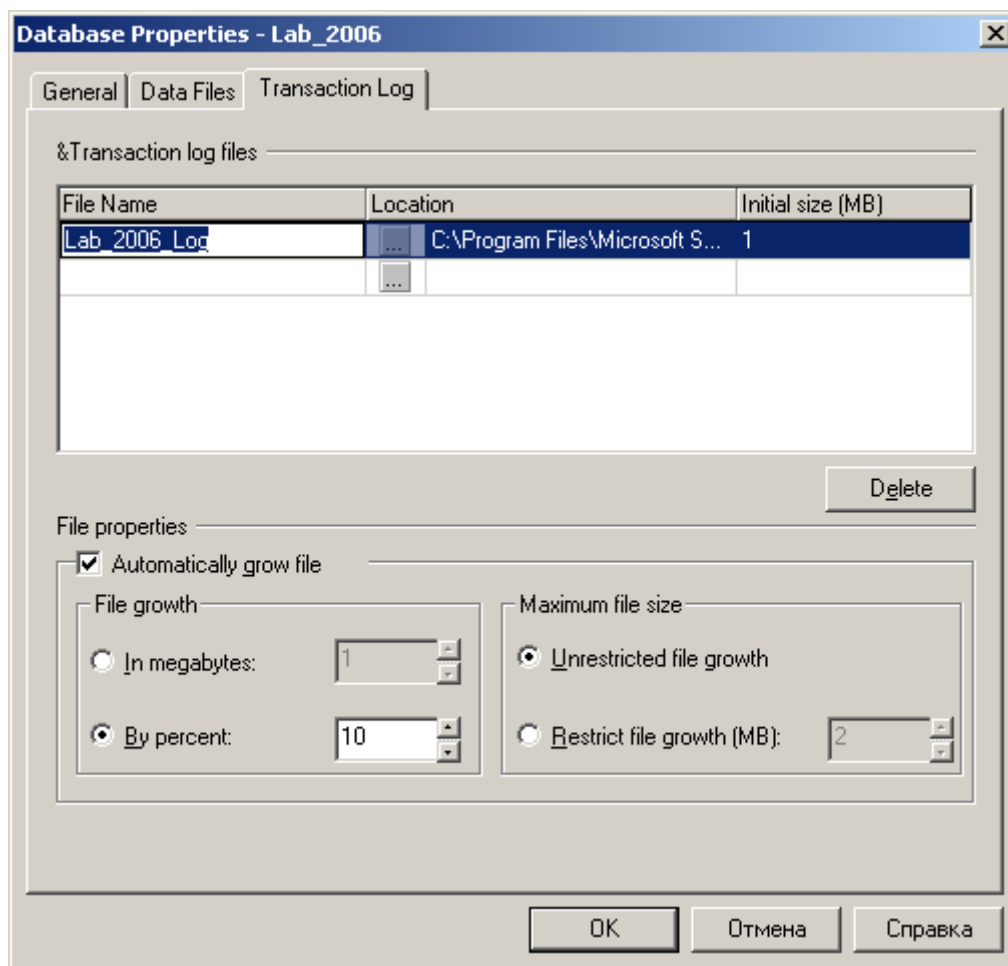 Database Properties - Lab_2006
General Data Files Transaction Log
&Transaction log files
File Name Location Initial size (MB)
Lab_2006_Log ... C:\Program Files\Microsoft S... 1
...
Delete
File properties
Automatically grow file
File growth Maximum file size
In megabytes: 1 Unrestricted file growth
By percent: 10 Restrict file growth (MB): 2
OK Отмена Справка